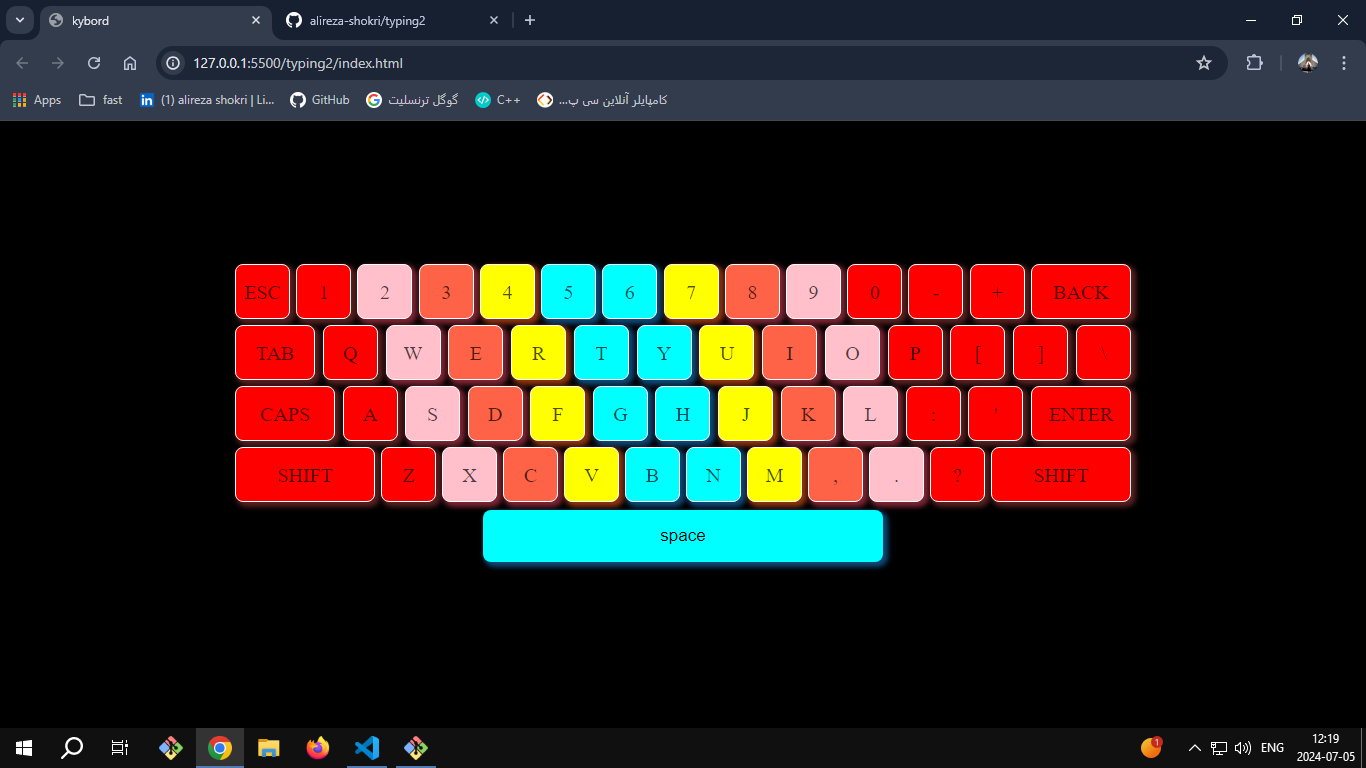 kybord
alireza-shokri/typing2
127.0.0.1:5500/typing2/index.html
Apps fast (1) alireza shokri | Li... GitHub گوگل ترنسلیت C++ کامپایلر آنلاین سی پ...
ESC 1 2 3 4 5 6 7 8 9 0 - + BACK
TAB Q W E R T Y U I O P [ ] \
CAPS A S D F G H J K L : ' ENTER
SHIFT Z X C V B N M , . ? SHIFT
space
1
ENG
12:19
2024-07-05